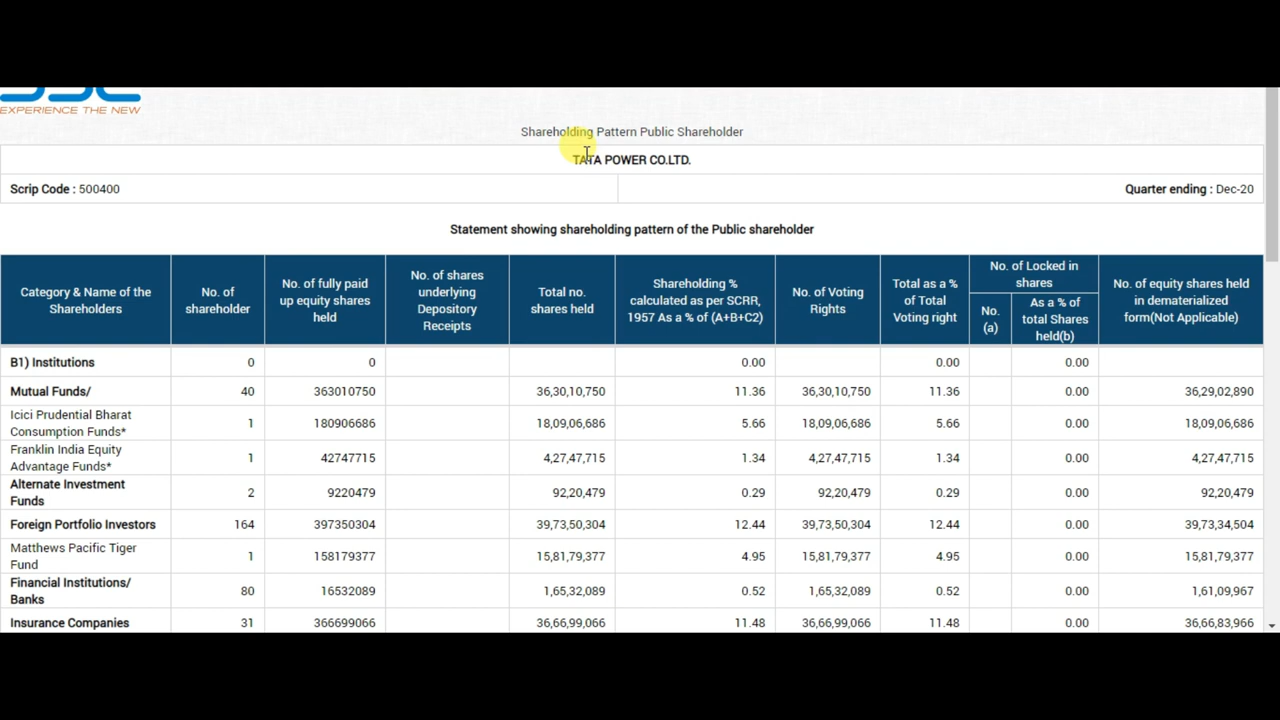 EXPERIENCE THE NEW
Shareholding Pattern Public Shareholder
TATA POWER CO.LTD.
Scrip Code : 500400 Quarter ending : Dec-20
Statement showing shareholding pattern of the Public shareholder
Category & Name of the Shareholders
No. of shareholder
No. of fully paid up equity shares held
No. of shares underlying Depository Receipts
Total no. shares held
Shareholding % calculated as per SCRR, 1957 As a % of (A+B+C2)
No. of Voting Rights
Total as a % of Total Voting right
No. of Locked in shares
No. (a)
As a % of total Shares held(b)
No. of equity shares held in dematerialized form(Not Applicable)
B1) Institutions 0 0 0.00 0.00 0.00
Mutual Funds/ 40 363010750 36,30,10,750 11.36 36,30,10,750 11.36 0.00 36,29,02,890
Icici Prudential Bharat Consumption Funds* 1 180906686 18,09,06,686 5.66 18,09,06,686 5.66 0.00 18,09,06,686
Franklin India Equity Advantage Funds* 1 42747715 4,27,47,715 1.34 4,27,47,715 1.34 0.00 4,27,47,715
Alternate Investment Funds 2 9220479 92,20,479 0.29 92,20,479 0.29 0.00 92,20,479
Foreign Portfolio Investors 164 397350304 39,73,50,304 12.44 39,73,50,304 12.44 0.00 39,73,34,504
Matthews Pacific Tiger Fund 1 158179377 15,81,79,377 4.95 15,81,79,377 4.95 0.00 15,81,79,377
Financial Institutions/ Banks 80 16532089 1,65,32,089 0.52 1,65,32,089 0.52 0.00 1,61,09,967
Insurance Companies 31 366699066 36,66,99,066 11.48 36,66,99,066 11.48 0.00 36,66,83,966